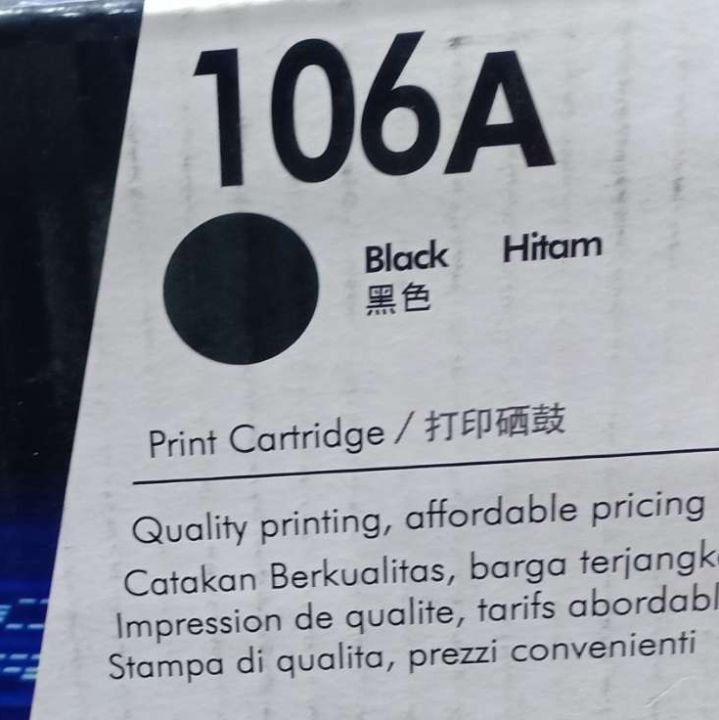 106A
Black Hitam
黑色
Print Cartridge / 打印硒鼓
Quality printing, affordable pricing
Catakan Berkualitas, barga terjangk
Impression de qualite, tarifs abordabl
Stampa di qualita, prezzi convenienti